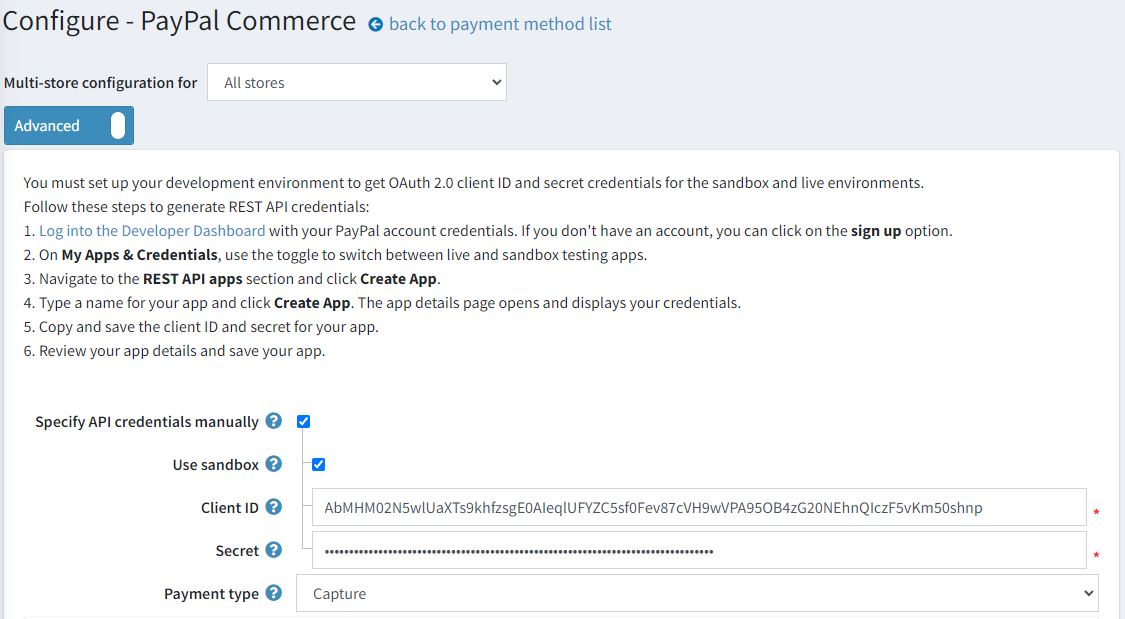 Configure - PayPal Commerce back to payment method list
Multi-store configuration for All stores
Advanced
You must set up your development environment to get OAuth 2.0 client ID and secret credentials for the sandbox and live environments.
Follow these steps to generate REST API credentials:
1. Log into the Developer Dashboard with your PayPal account credentials. If you don't have an account, you can click on the sign up option.
2. On My Apps & Credentials, use the toggle to switch between live and sandbox testing apps.
3. Navigate to the REST API apps section and click Create App.
4. Type a name for your app and click Create App. The app details page opens and displays your credentials.
5. Copy and save the client ID and secret for your app.
6. Review your app details and save your app.
Specify API credentials manually ?
Use sandbox ?
Client ID ? AbMHM02N5wlUaXTs9khfzsgE0AIeqlUFYZC5sf0Fev87cVH9wVPA95OB4zG20NEhnQIczF5vKm50shnp *
Secret ? •••••••••••••••••••••••••••••••••••••••••••••••••••••••••••••••••••••••••••••••• *
Payment type ? Capture